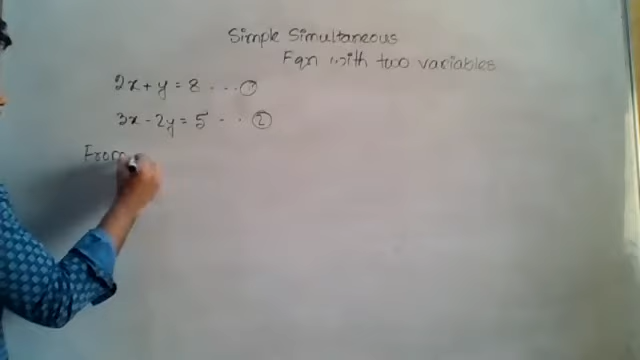 Simple Simultaneous
Eqn with two variables
2x + y = 8 ... ①
3x - 2y = 5 ... ②
From